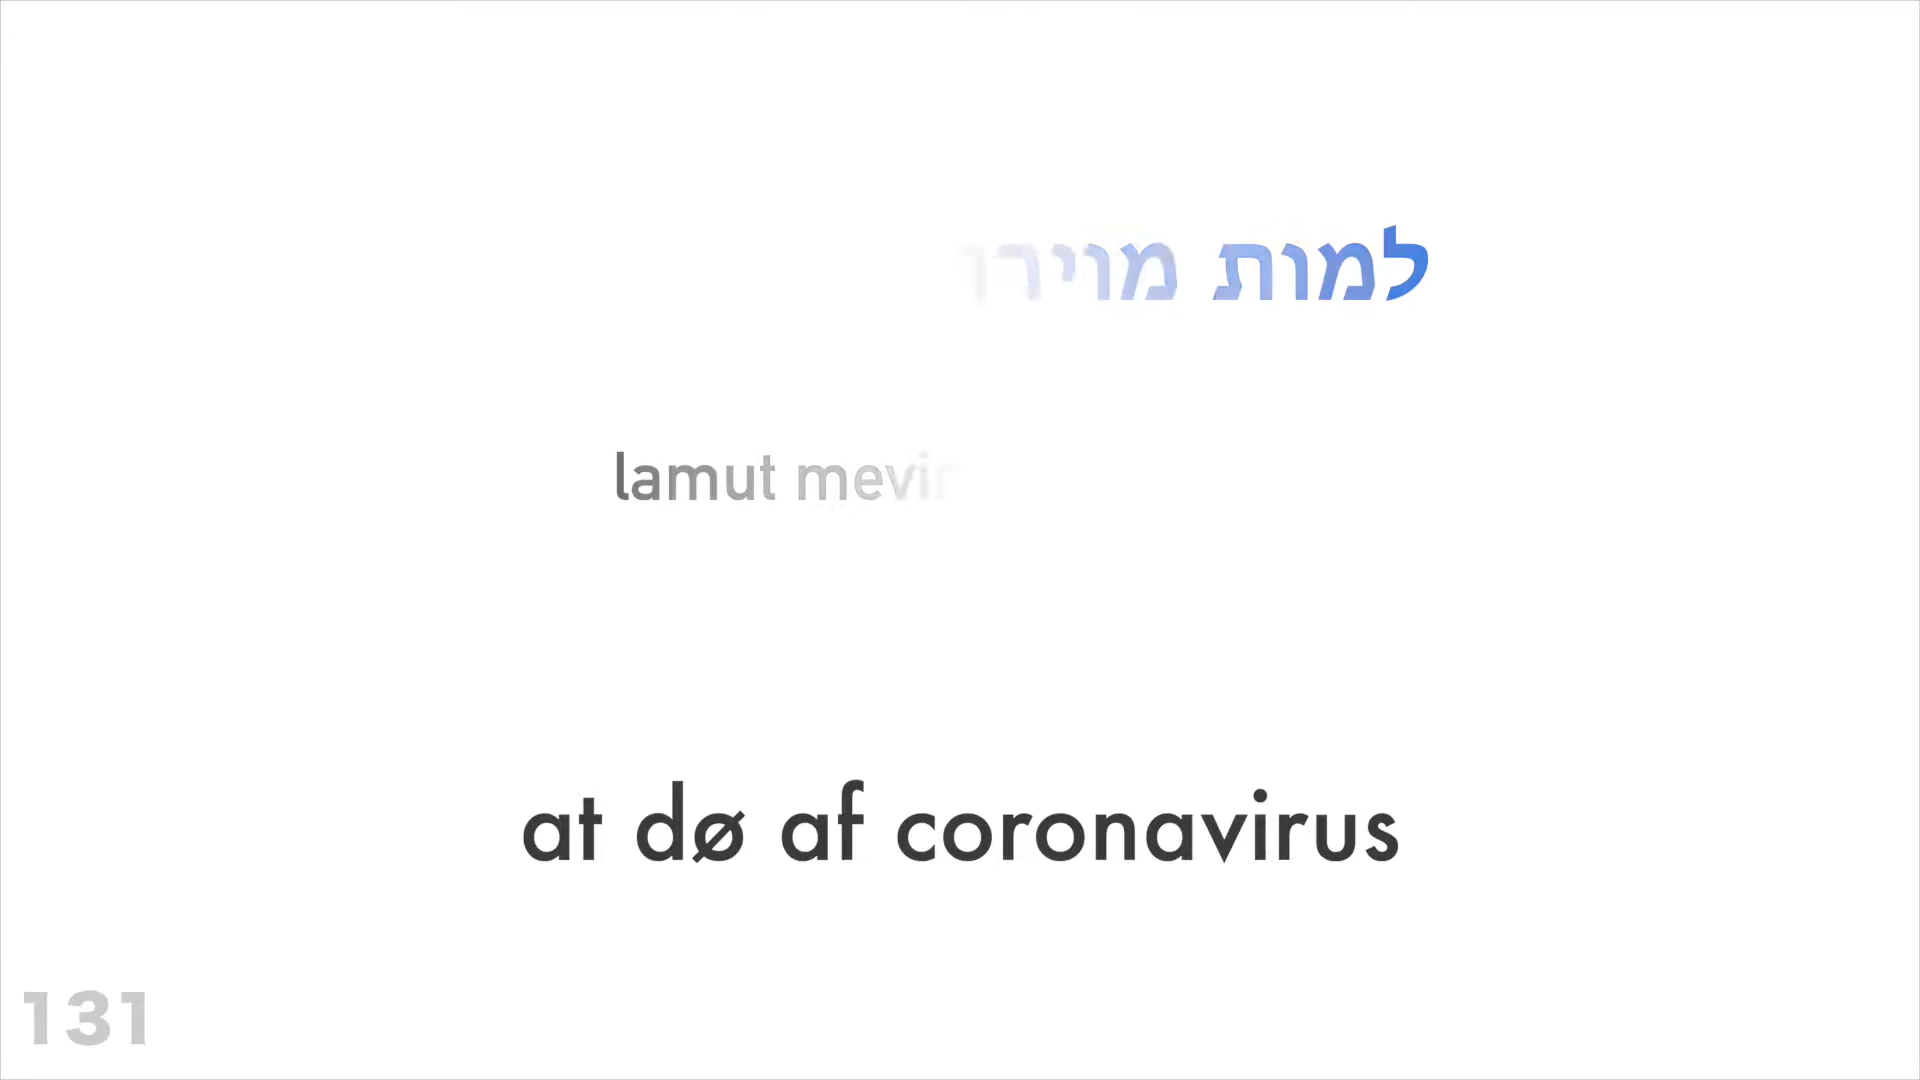 למות
lamut
at dø af coronavirus
131